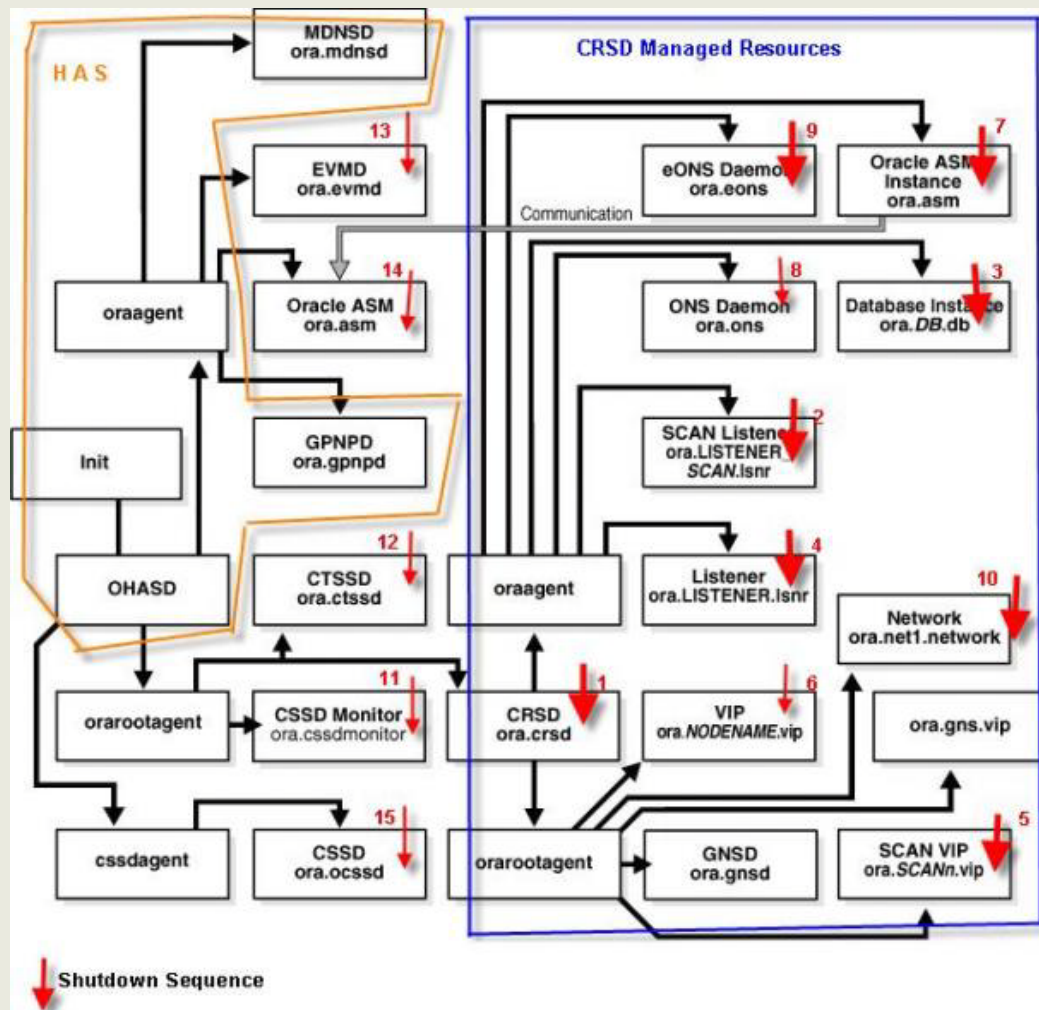 MDNSD
ora.mdnsd
H A S
CRSD Managed Resources
13
EVMD
ora.evmd
9
eONS Daemon
ora.eons
7
Oracle ASM
Instance
ora.asm
Communication
oraagent
14
Oracle ASM
ora.asm
8
ONS Daemon
ora.ons
3
Database Instance
ora.DB.db
Init
GPNPD
ora.gpnpd
2
SCAN Listener
ora.LISTENER_
SCAN.lsnr
OHASD
12
CTSSD
ora.ctssd
oraagent
4
Listener
ora.LISTENER.lsnr
10
Network
ora.net1.network
orarootagent
11
CSSD Monitor
ora.cssdmonitor
1
CRSD
ora.crsd
6
VIP
ora.NODENAME.vip
ora.gns.vip
cssdagent
15
CSSD
ora.ocssd
orarootagent
GNSD
ora.gnsd
5
SCAN VIP
ora.SCANn.vip
Shutdown Sequence